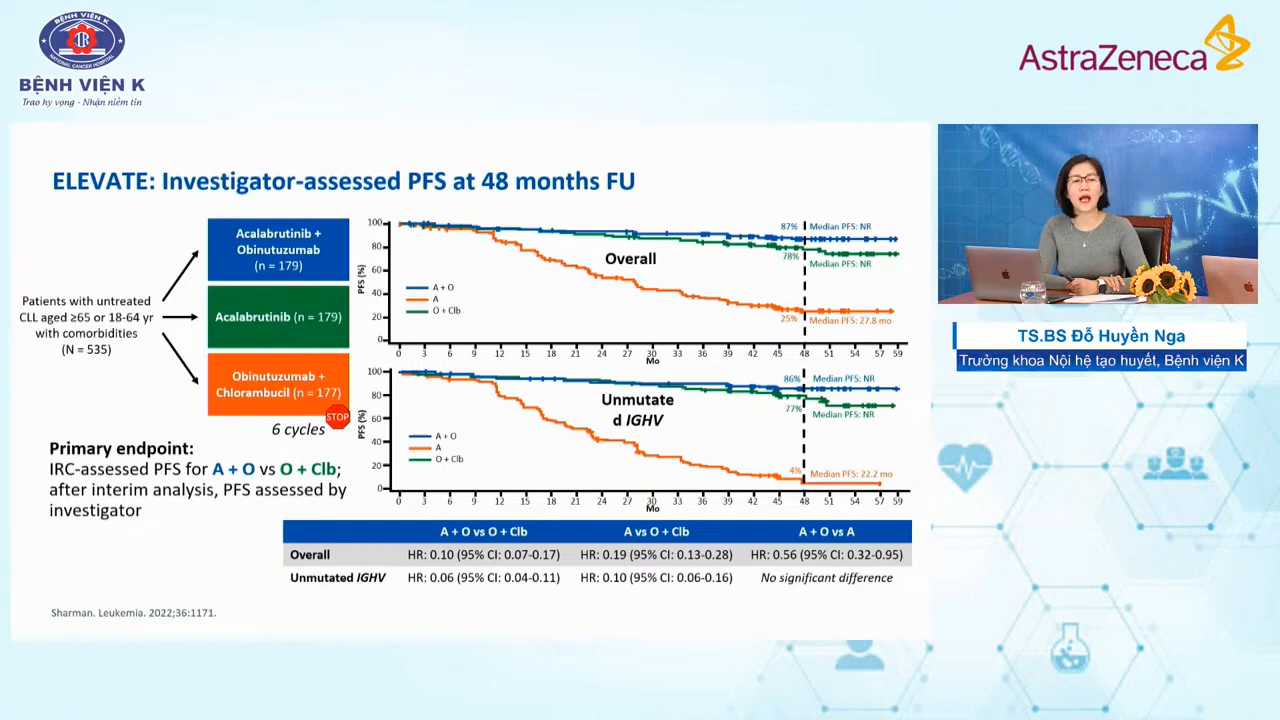 NATIONAL CANCER HOSPITAL
BỆNH VIỆN K
Trao hy vọng - Nhận niềm tin
AstraZeneca
ELEVATE: Investigator-assessed PFS at 48 months FU
Patients with untreated
CLL aged ≥65 or 18-64 yr
with comorbidities
(N = 535)
Acalabrutinib +
Obinutuzumab
(n = 179)
Acalabrutinib (n = 179)
Obinutuzumab +
Chlorambucil (n = 177)
STOP
6 cycles
Primary endpoint:
IRC-assessed PFS for A + O vs O + Clb;
after interim analysis, PFS assessed by
investigator
PFS (%)
100
80
60
40
20
0
Overall
A + O
A
O + Clb
87%
Median PFS: NR
78%
Median PFS: NR
25%
Median PFS: 27.8 mo
0 3 6 9 12 15 18 21 24 27 30 33 36 39 42 45 48 51 54 57 59
Mo
PFS (%)
100
80
60
40
20
0
Unmutate
d IGHV
A + O
A
O + Clb
86%
Median PFS: NR
77%
Median PFS: NR
4%
Median PFS: 22.2 mo
0 3 6 9 12 15 18 21 24 27 30 33 36 39 42 45 48 51 54 57 59
Mo
A + O vs O + Clb A vs O + Clb A + O vs A
Overall HR: 0.10 (95% CI: 0.07-0.17) HR: 0.19 (95% CI: 0.13-0.28) HR: 0.56 (95% CI: 0.32-0.95)
Unmutated IGHV HR: 0.06 (95% CI: 0.04-0.11) HR: 0.10 (95% CI: 0.06-0.16) No significant difference
Sharman. Leukemia. 2022;36:1171.
TS.BS Đỗ Huyền Nga
Trưởng khoa Nội hệ tạo huyết, Bệnh viện K